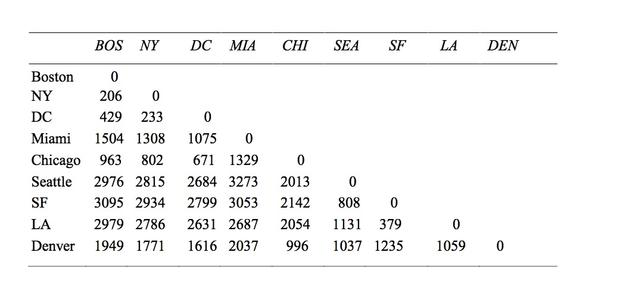 BOS NY DC MIA CHI SEA SF LA DEN
Boston 0
NY 206 0
DC 429 233 0
Miami 1504 1308 1075 0
Chicago 963 802 671 1329 0
Seattle 2976 2815 2684 3273 2013 0
SF 3095 2934 2799 3053 2142 808 0
LA 2979 2786 2631 2687 2054 1131 379 0
Denver 1949 1771 1616 2037 996 1037 1235 1059 0